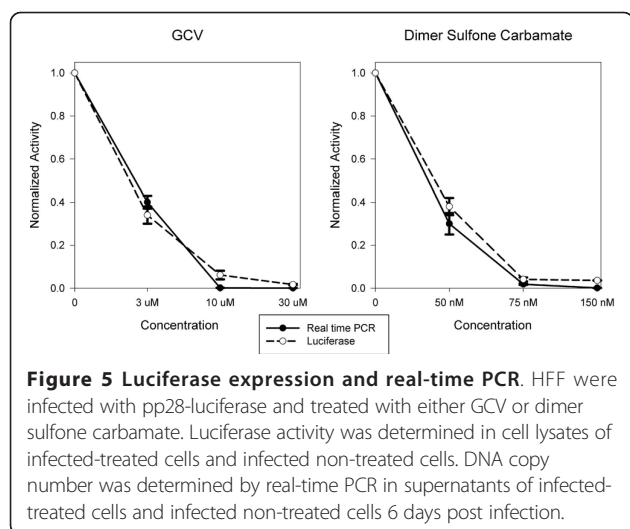 GCV
Dimer Sulfone Carbamate
Normalized Activity
1.0
0.8
0.6
0.4
0.2
0.0
0
3 uM
10 uM
30 uM
Concentration
Normalized Activity
1.0
0.8
0.6
0.4
0.2
0.0
0
50 nM
75 nM
150 nM
Concentration
Real time PCR
Luciferase
Figure 5 Luciferase expression and real-time PCR. HFF were
infected with pp28-luciferase and treated with either GCV or dimer
sulfone carbamate. Luciferase activity was determined in cell lysates of
infected-treated cells and infected non-treated cells. DNA copy
number was determined by real-time PCR in supernatants of infected-
treated cells and infected non-treated cells 6 days post infection.